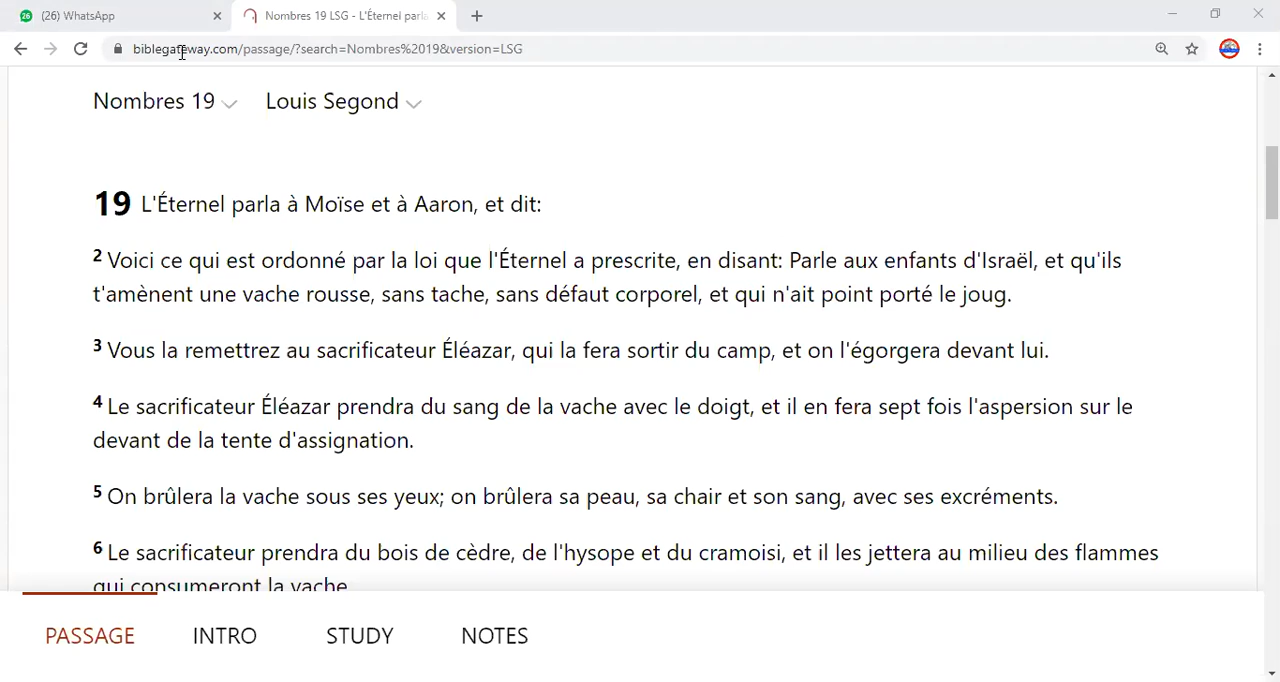 26 (26) WhatsApp
Nombres 19 LSG - L'Éternel parla
biblegateway.com/passage/?search=Nombres%2019&version=LSG
Nombres 19 Louis Segond
19 L'Éternel parla à Moïse et à Aaron, et dit:
2 Voici ce qui est ordonné par la loi que l'Éternel a prescrite, en disant: Parle aux enfants d'Israël, et qu'ils
t'amènent une vache rousse, sans tache, sans défaut corporel, et qui n'ait point porté le joug.
3 Vous la remettrez au sacrificateur Éléazar, qui la fera sortir du camp, et on l'égorgera devant lui.
4 Le sacrificateur Éléazar prendra du sang de la vache avec le doigt, et il en fera sept fois l'aspersion sur le
devant de la tente d'assignation.
5 On brûlera la vache sous ses yeux; on brûlera sa peau, sa chair et son sang, avec ses excréments.
6 Le sacrificateur prendra du bois de cèdre, de l'hysope et du cramoisi, et il les jettera au milieu des flammes
qui consumeront la vache
PASSAGE INTRO STUDY NOTES